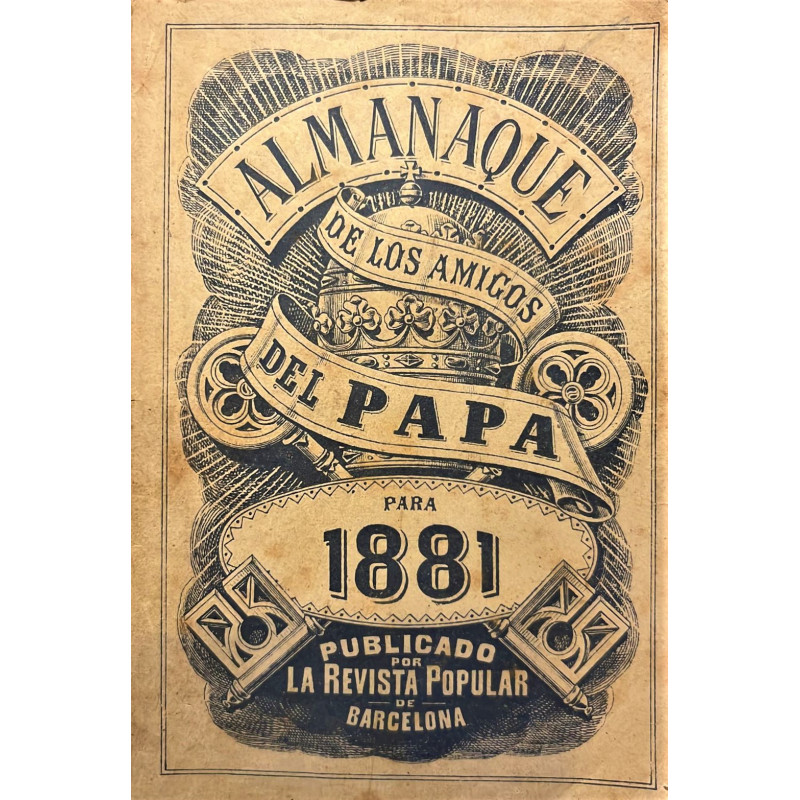 ALMANAQUE
DE LOS AMIGOS
DEL PAPA
PARA
1881
PUBLICADO
POR
LA REVISTA POPULAR
DE
BARCELONA